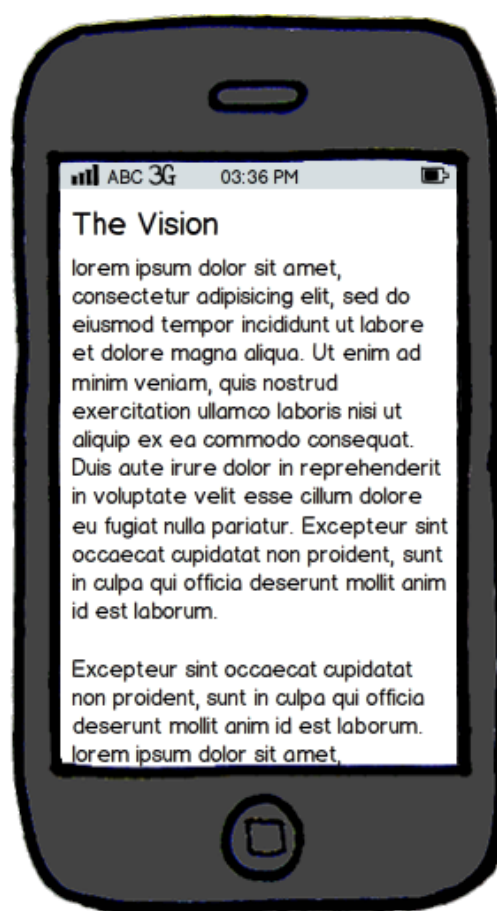 ABC 3G 03:36 PM
The Vision
lorem ipsum dolor sit amet,
consectetur adipisicing elit, sed do
eiusmod tempor incididunt ut labore
et dolore magna aliqua. Ut enim ad
minim veniam, quis nostrud
exercitation ullamco laboris nisi ut
aliquip ex ea commodo consequat.
Duis aute irure dolor in reprehenderit
in voluptate velit esse cillum dolore
eu fugiat nulla pariatur. Excepteur sint
occaecat cupidatat non proident, sunt
in culpa qui officia deserunt mollit anim
id est laborum.
Excepteur sint occaecat cupidatat
non proident, sunt in culpa qui officia
deserunt mollit anim id est laborum.
lorem ipsum dolor sit amet,